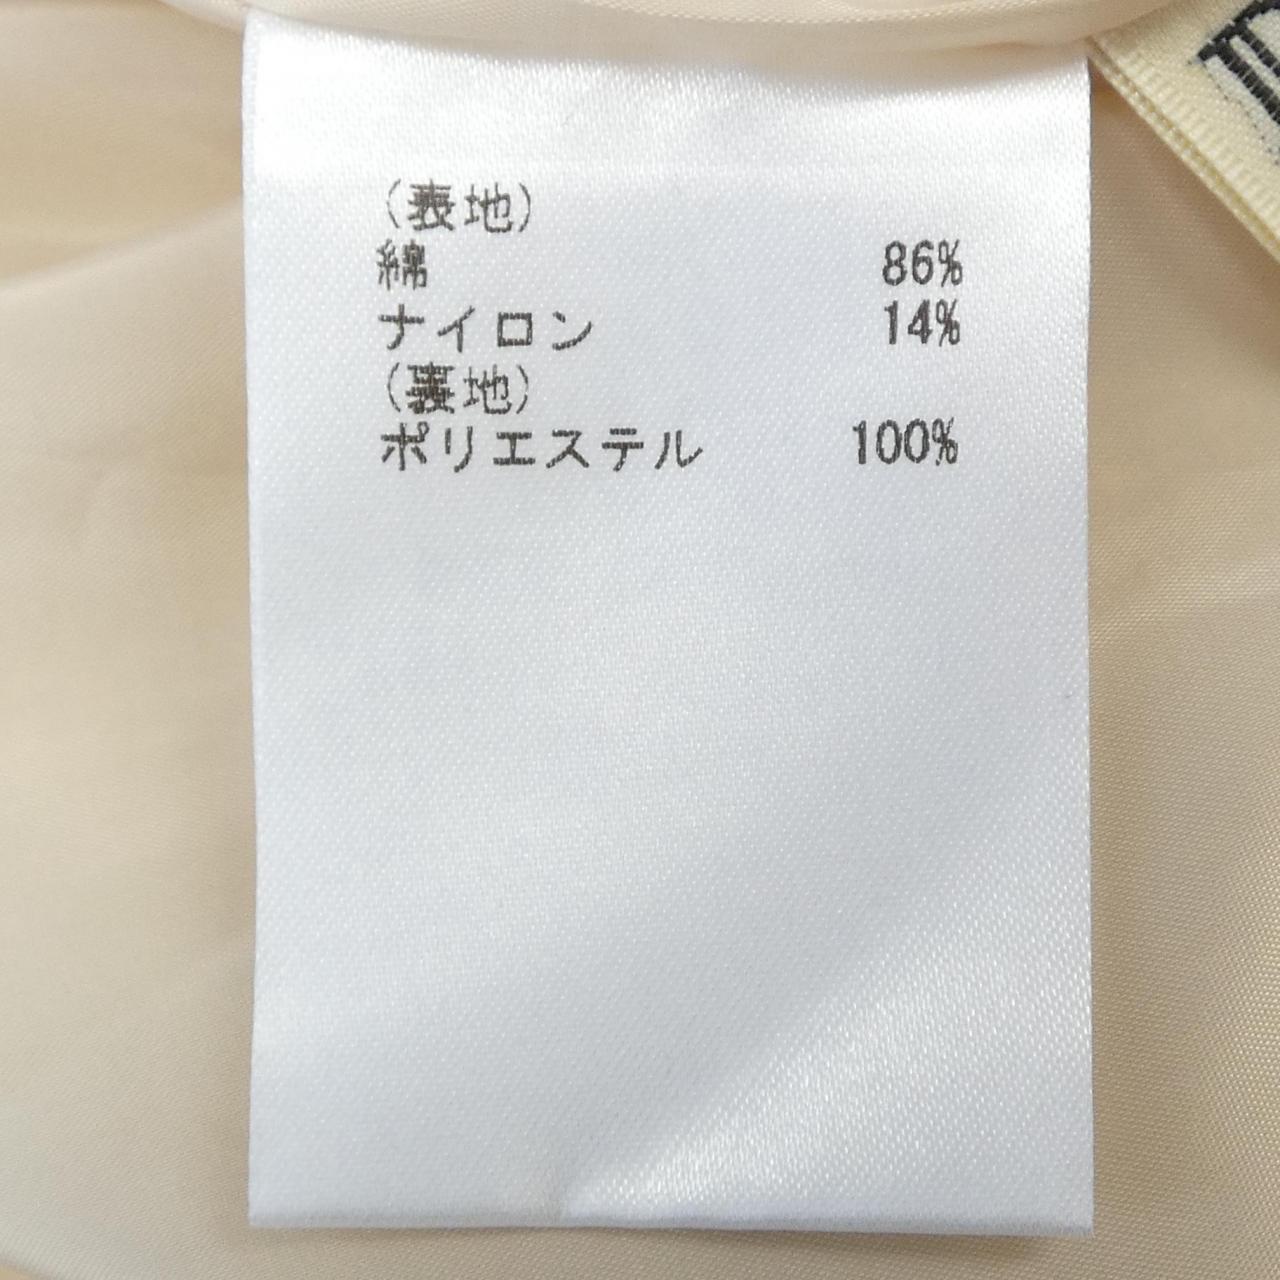 (表地)
綿 86%
ナイロン 14%
(裏地)
ポリエステル 100%